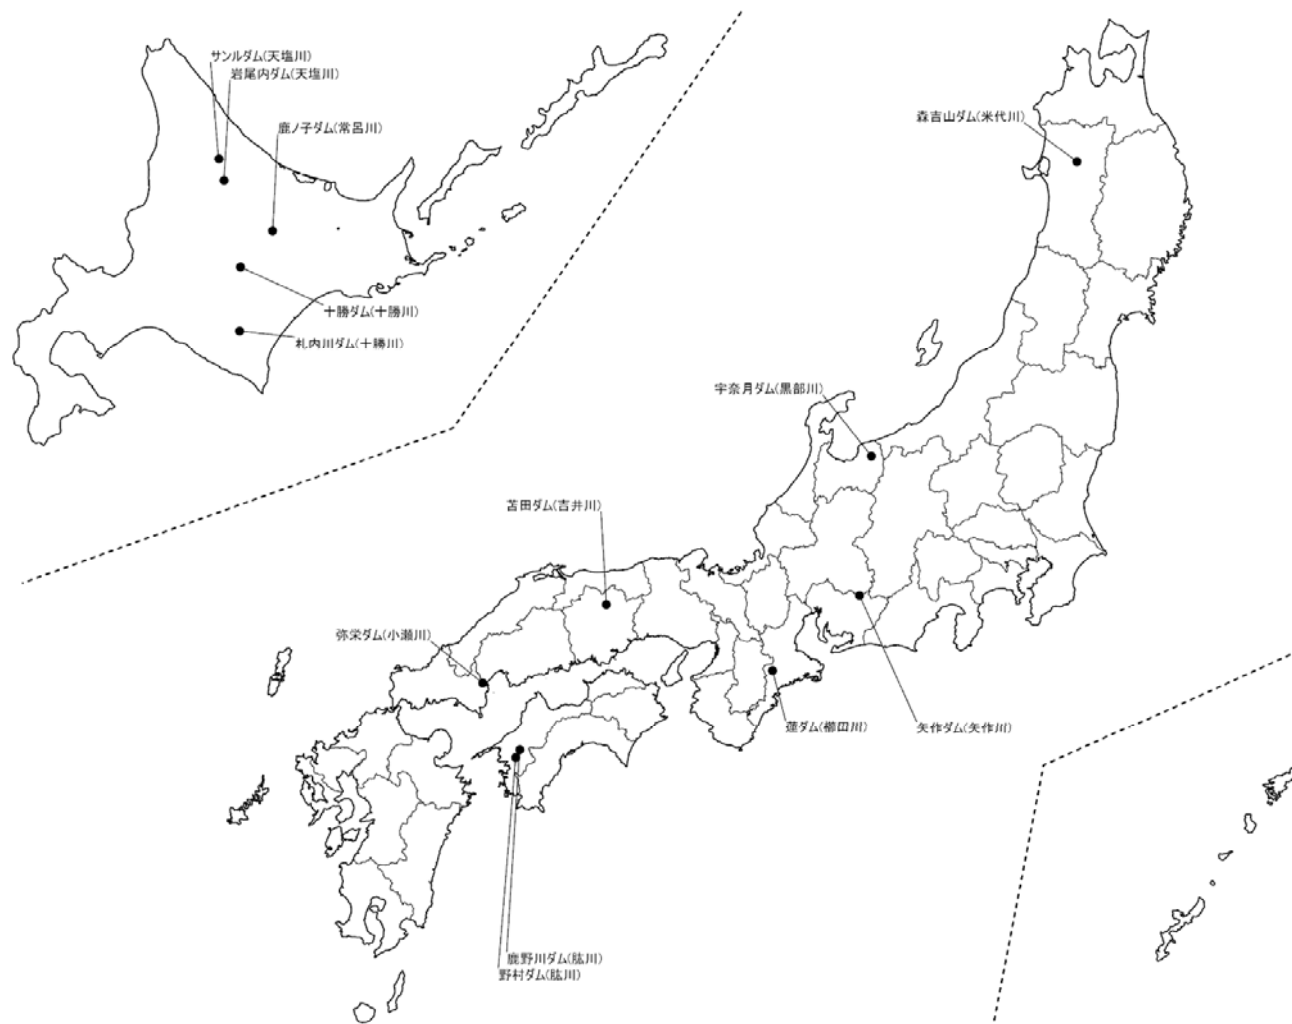 サンルダム(天塩川)
岩尾内ダム(天塩川)
鹿ノ子ダム(常呂川)
森吉山ダム(米代川)
十勝ダム(十勝川)
札内川ダム(十勝川)
宇奈月ダム(黒部川)
苫田ダム(吉井川)
弥栄ダム(小瀬川)
蓮ダム(櫛田川)
矢作ダム(矢作川)
鹿野川ダム(肱川)
野村ダム(肱川)